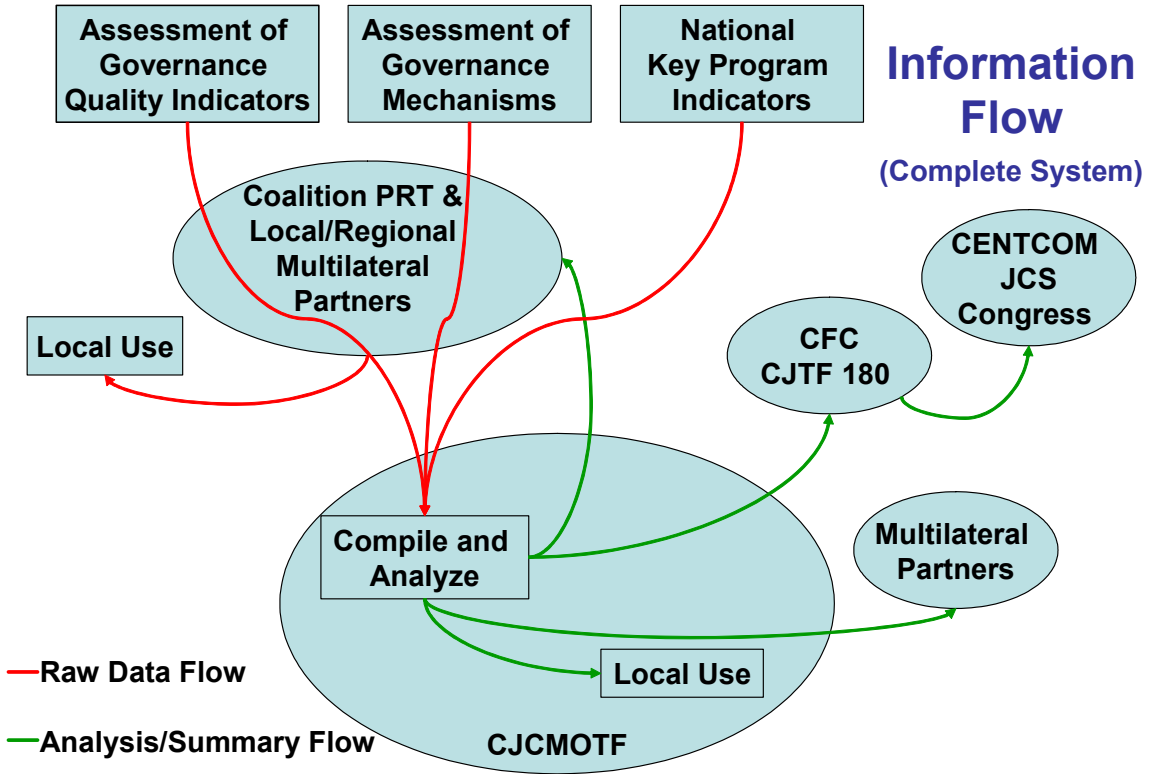 Assessment of
Governance
Quality Indicators
Assessment of
Governance
Mechanisms
National
Key Program
Indicators
Information
Flow
(Complete System)
Coalition PRT &
Local/Regional
Multilateral
Partners
CENTCOM
JCS
Congress
Local Use
CFC
CJTF 180
Compile and
Analyze
Multilateral
Partners
Local Use
Raw Data Flow
Analysis/Summary Flow
CJCMOTF